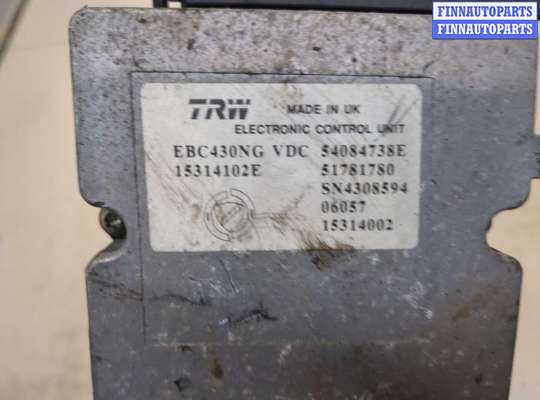 FINNAUTOPARTS
FINNAUTOPARTS
TRW MADE IN UK
ELECTRONIC CONTROL UNIT
EBC430NG VDC 54084738E
15314102E 51781780
SN4308594
06057
15314002